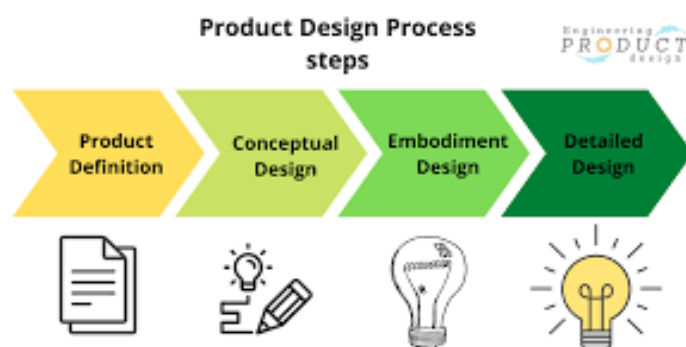 Product Design Process
steps
Engineering
PRODUCT
design
Product
Definition
Conceptual
Design
Embodiment
Design
Detailed
Design